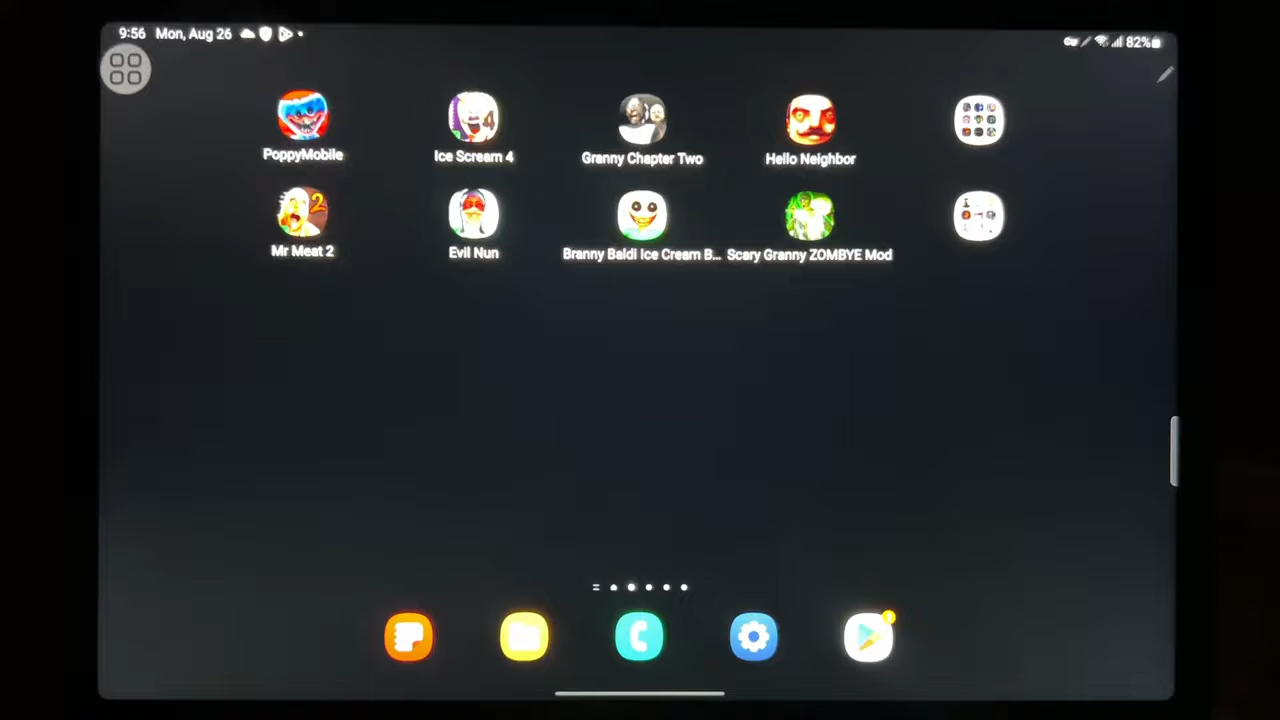 9:56 Mon, Aug 26
82%
PoppyMobile
Ice Scream 4
Granny Chapter Two
Hello Neighbor
2
Mr Meat 2
Evil Nun
Branny Baldi Ice Cream B...
Scary Granny ZOMBYE Mod